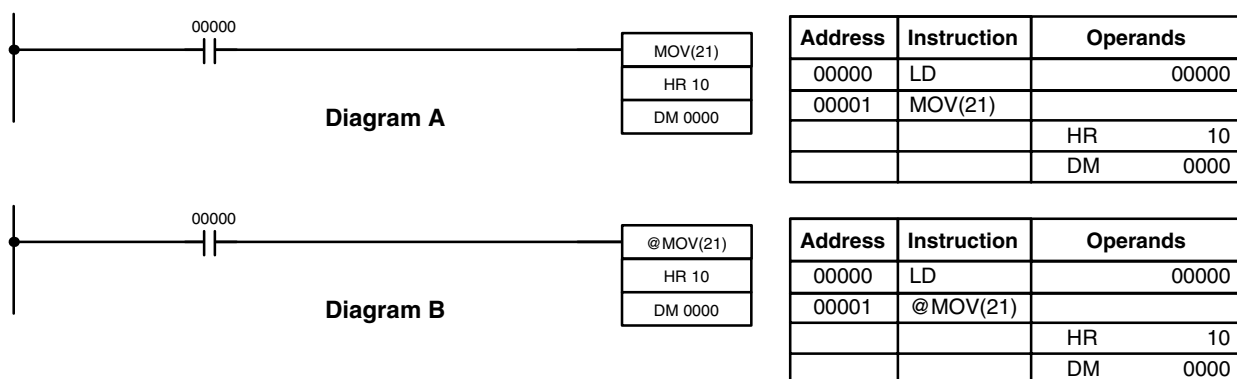 00000
MOV(21)
HR 10
DM 0000
Diagram A
Address Instruction Operands
00000 LD 00000
00001 MOV(21)
HR 10
DM 0000
00000
@MOV(21)
HR 10
DM 0000
Diagram B
Address Instruction Operands
00000 LD 00000
00001 @MOV(21)
HR 10
DM 0000